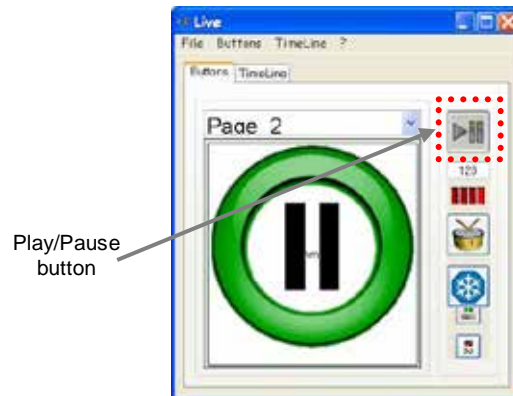 Live
File Buttons TimeLine ?
Buttons TimeLine
Page 2
123
Play/Pause
button